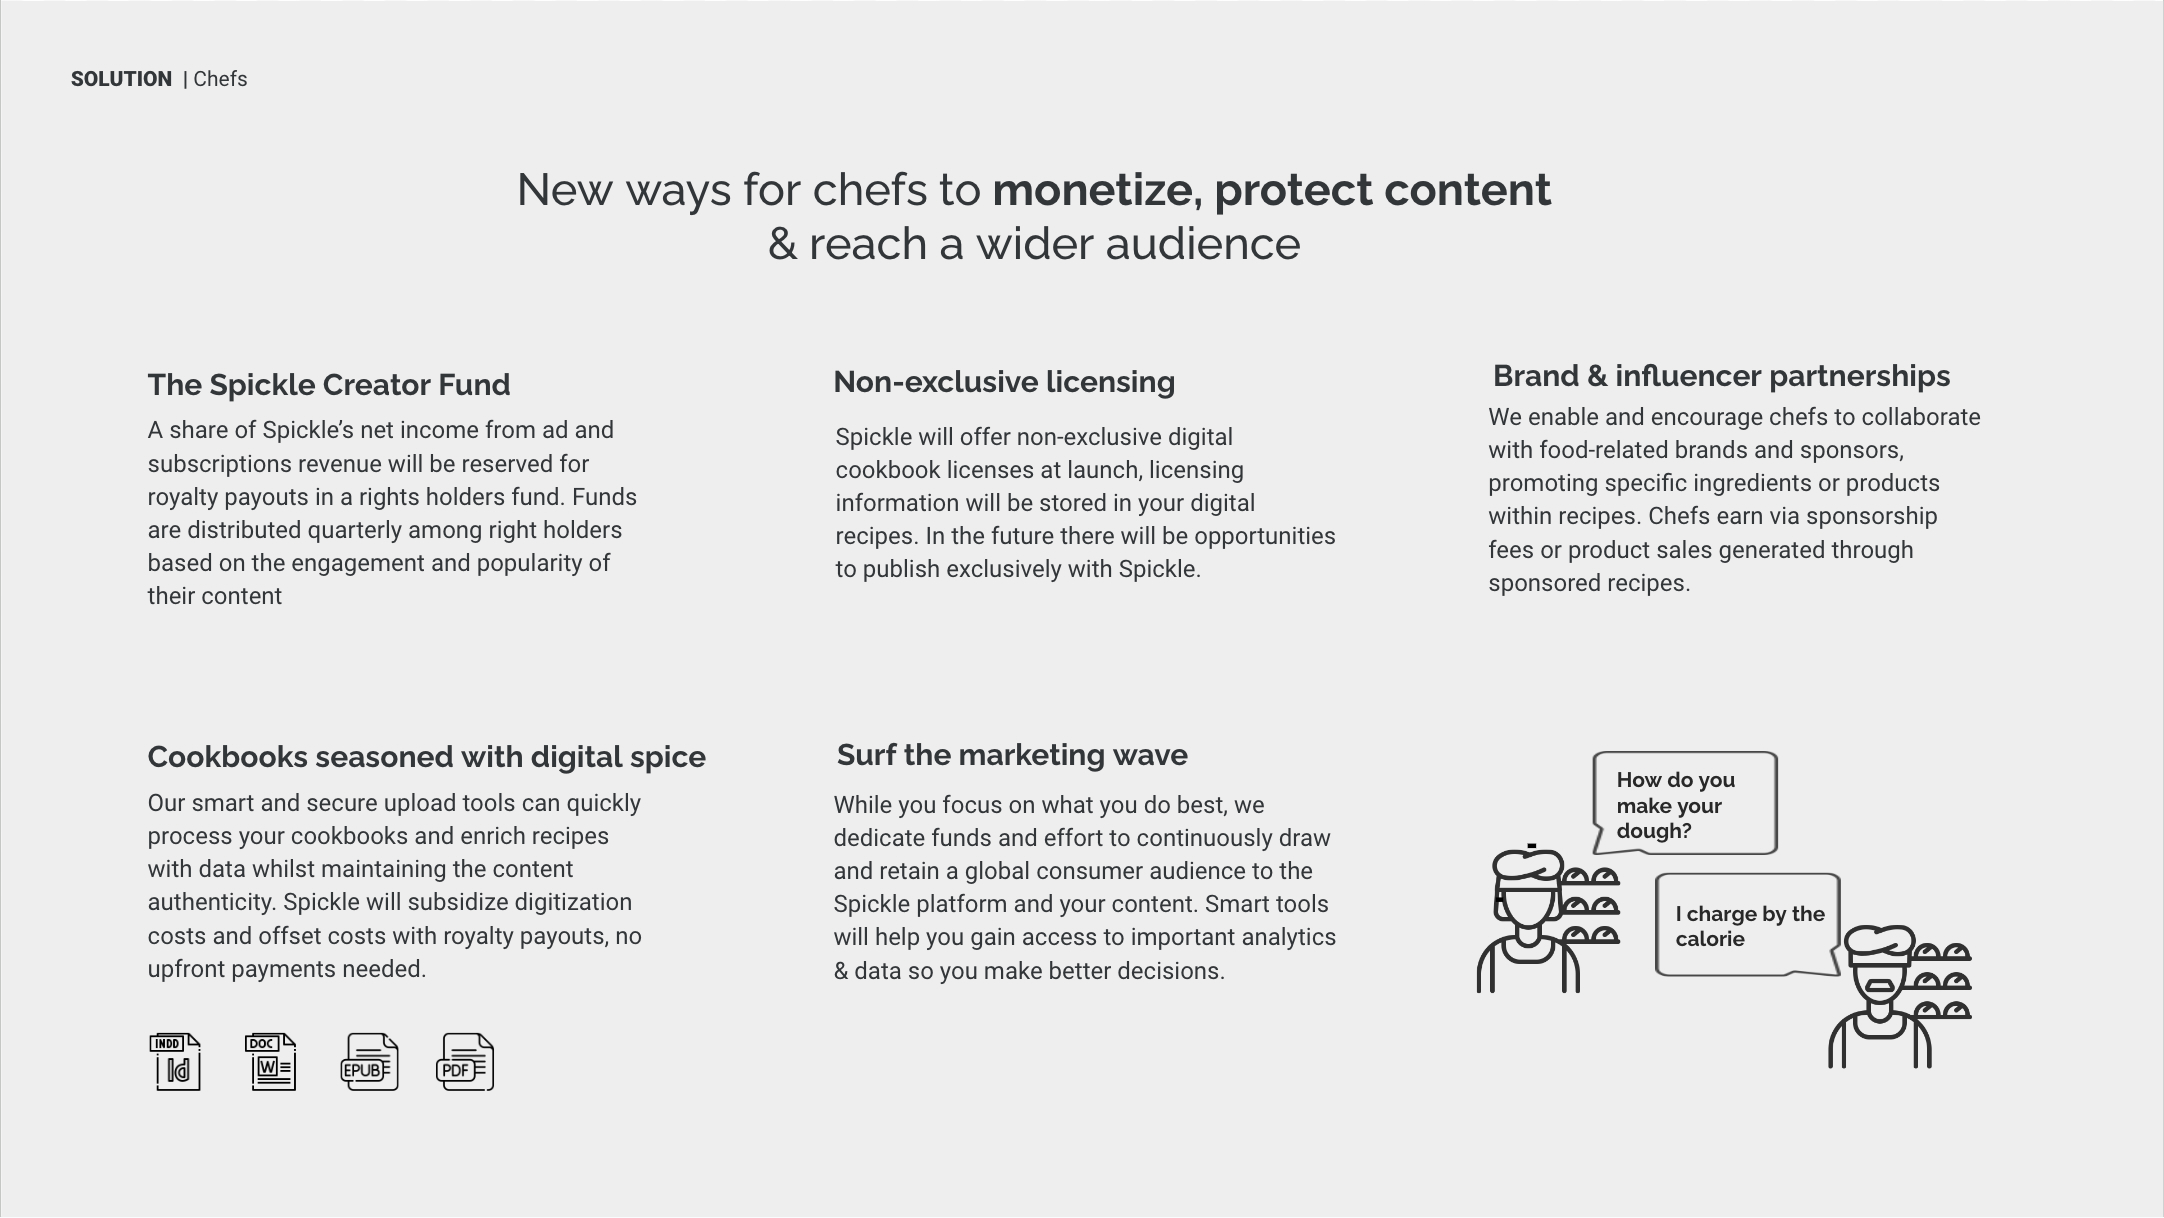 SOLUTION | Chefs
New ways for chefs to monetize, protect content
& reach a wider audience
The Spickle Creator Fund
A share of Spickle’s net income from ad and
subscriptions revenue will be reserved for
royalty payouts in a rights holders fund. Funds
are distributed quarterly among right holders
based on the engagement and popularity of
their content
Non-exclusive licensing
Spickle will offer non-exclusive digital
cookbook licenses at launch, licensing
information will be stored in your digital
recipes. In the future there will be opportunities
to publish exclusively with Spickle.
Brand & influencer partnerships
We enable and encourage chefs to collaborate
with food-related brands and sponsors,
promoting specific ingredients or products
within recipes. Chefs earn via sponsorship
fees or product sales generated through
sponsored recipes.
Cookbooks seasoned with digital spice
Our smart and secure upload tools can quickly
process your cookbooks and enrich recipes
with data whilst maintaining the content
authenticity. Spickle will subsidize digitization
costs and offset costs with royalty payouts, no
upfront payments needed.
INDD
Id
DOC
W
EPUB
PDF
Surf the marketing wave
While you focus on what you do best, we
dedicate funds and effort to continuously draw
and retain a global consumer audience to the
Spickle platform and your content. Smart tools
will help you gain access to important analytics
& data so you make better decisions.
How do you
make your
dough?
I charge by the
calorie